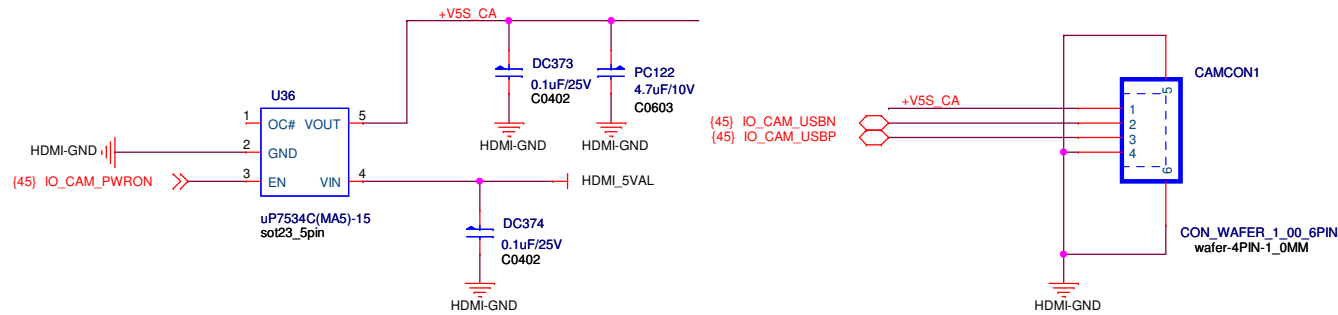 +V5S_CA
DC373
0.1uF/25V
C0402
PC122
4.7uF/10V
C0603
HDMI-GND
HDMI-GND
U36
1 OC# VOUT 5
HDMI-GND 2 GND
{45} IO_CAM_PWRON 3 EN VIN 4 HDMI_5VAL
uP7534C(MA5)-15
sot23_5pin
DC374
0.1uF/25V
C0402
HDMI-GND
CAMCON1
5
+V5S_CA 1
{45} IO_CAM_USBN 2
{45} IO_CAM_USBP 3
4
6
CON_WAFER_1_00_6PIN
wafer-4PIN-1_0MM
HDMI-GND